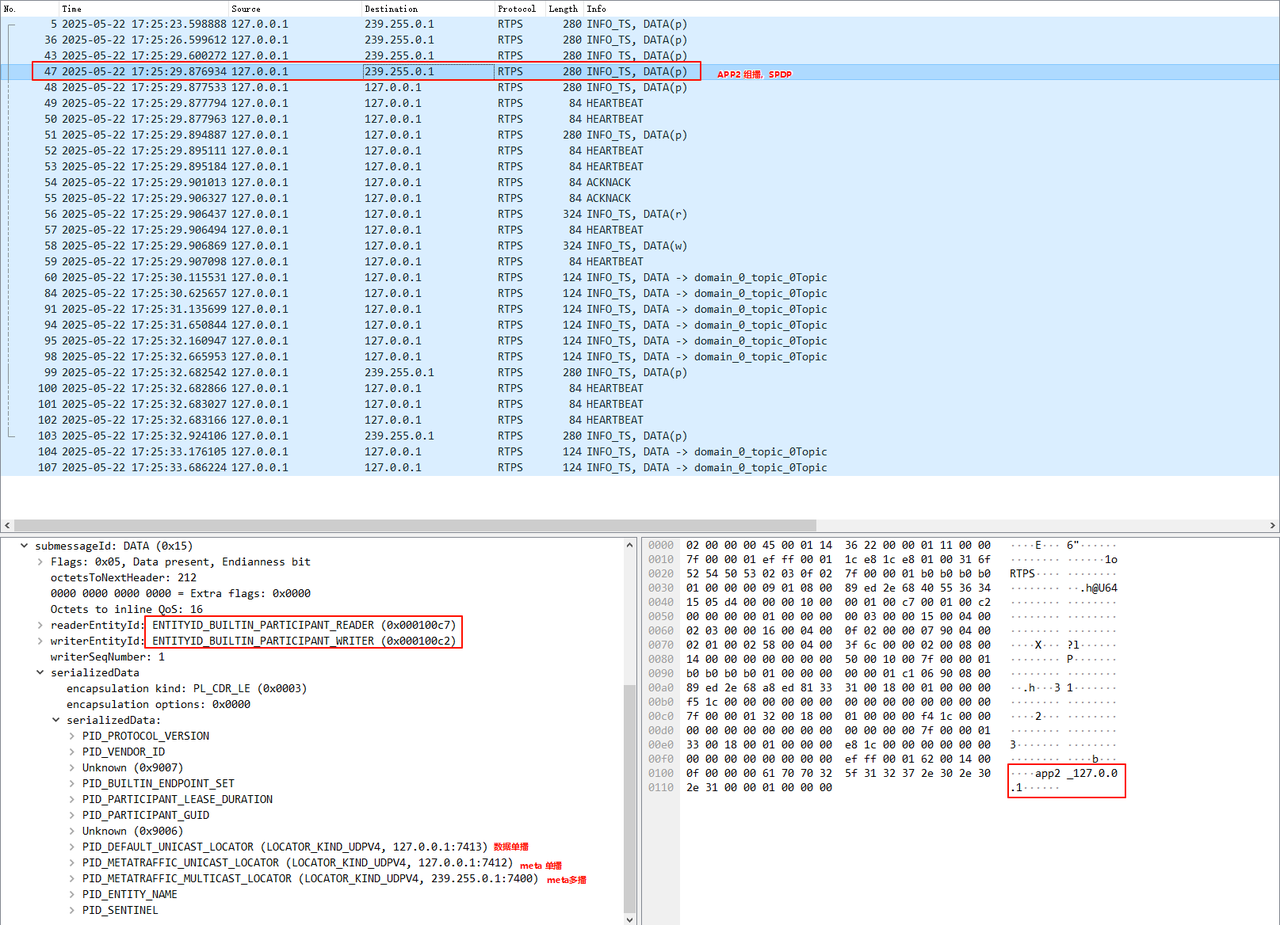 No. Time Source Destination Protocol Length Info
5 2025-05-22 17:25:23.598888 127.0.0.1 239.255.0.1 RTPS 280 INFO_TS, DATA(p)
36 2025-05-22 17:25:26.599612 127.0.0.1 239.255.0.1 RTPS 280 INFO_TS, DATA(p)
43 2025-05-22 17:25:29.600272 127.0.0.1 239.255.0.1 RTPS 280 INFO_TS, DATA(p)
47 2025-05-22 17:25:29.876934 127.0.0.1 239.255.0.1 RTPS 280 INFO_TS, DATA(p) APP2 组播, SPDP
48 2025-05-22 17:25:29.877533 127.0.0.1 127.0.0.1 RTPS 280 INFO_TS, DATA(p)
49 2025-05-22 17:25:29.877794 127.0.0.1 127.0.0.1 RTPS 84 HEARTBEAT
50 2025-05-22 17:25:29.877963 127.0.0.1 127.0.0.1 RTPS 84 HEARTBEAT
51 2025-05-22 17:25:29.894887 127.0.0.1 127.0.0.1 RTPS 280 INFO_TS, DATA(p)
52 2025-05-22 17:25:29.895111 127.0.0.1 127.0.0.1 RTPS 84 HEARTBEAT
53 2025-05-22 17:25:29.895184 127.0.0.1 127.0.0.1 RTPS 84 HEARTBEAT
54 2025-05-22 17:25:29.901013 127.0.0.1 127.0.0.1 RTPS 84 ACKNACK
55 2025-05-22 17:25:29.906327 127.0.0.1 127.0.0.1 RTPS 84 ACKNACK
56 2025-05-22 17:25:29.906437 127.0.0.1 127.0.0.1 RTPS 324 INFO_TS, DATA(r)
57 2025-05-22 17:25:29.906494 127.0.0.1 127.0.0.1 RTPS 84 HEARTBEAT
58 2025-05-22 17:25:29.906869 127.0.0.1 127.0.0.1 RTPS 324 INFO_TS, DATA(w)
59 2025-05-22 17:25:29.907098 127.0.0.1 127.0.0.1 RTPS 84 HEARTBEAT
60 2025-05-22 17:25:30.115531 127.0.0.1 127.0.0.1 RTPS 124 INFO_TS, DATA -> domain_0_topic_0Topic
84 2025-05-22 17:25:30.625657 127.0.0.1 127.0.0.1 RTPS 124 INFO_TS, DATA -> domain_0_topic_0Topic
91 2025-05-22 17:25:31.135699 127.0.0.1 127.0.0.1 RTPS 124 INFO_TS, DATA -> domain_0_topic_0Topic
94 2025-05-22 17:25:31.650844 127.0.0.1 127.0.0.1 RTPS 124 INFO_TS, DATA -> domain_0_topic_0Topic
95 2025-05-22 17:25:32.160947 127.0.0.1 127.0.0.1 RTPS 124 INFO_TS, DATA -> domain_0_topic_0Topic
98 2025-05-22 17:25:32.665953 127.0.0.1 127.0.0.1 RTPS 124 INFO_TS, DATA -> domain_0_topic_0Topic
99 2025-05-22 17:25:32.682542 127.0.0.1 239.255.0.1 RTPS 280 INFO_TS, DATA(p)
100 2025-05-22 17:25:32.682866 127.0.0.1 127.0.0.1 RTPS 84 HEARTBEAT
101 2025-05-22 17:25:32.683027 127.0.0.1 127.0.0.1 RTPS 84 HEARTBEAT
102 2025-05-22 17:25:32.683166 127.0.0.1 127.0.0.1 RTPS 84 HEARTBEAT
103 2025-05-22 17:25:32.924106 127.0.0.1 239.255.0.1 RTPS 280 INFO_TS, DATA(p)
104 2025-05-22 17:25:33.176105 127.0.0.1 127.0.0.1 RTPS 124 INFO_TS, DATA -> domain_0_topic_0Topic
107 2025-05-22 17:25:33.686224 127.0.0.1 127.0.0.1 RTPS 124 INFO_TS, DATA -> domain_0_topic_0Topic
submessageId: DATA (0x15)
Flags: 0x05, Data present, Endianness bit
octetsToNextHeader: 212
0000 0000 0000 0000 = Extra flags: 0x0000
Octets to inline QoS: 16
readerEntityId: ENTITYID_BUILTIN_PARTICIPANT_READER (0x000100c7)
writerEntityId: ENTITYID_BUILTIN_PARTICIPANT_WRITER (0x000100c2)
writerSeqNumber: 1
serializedData
encapsulation kind: PL_CDR_LE (0x0003)
encapsulation options: 0x0000
serializedData:
PID_PROTOCOL_VERSION
PID_VENDOR_ID
Unknown (0x9007)
PID_BUILTIN_ENDPOINT_SET
PID_PARTICIPANT_LEASE_DURATION
PID_PARTICIPANT_GUID
Unknown (0x9006)
PID_DEFAULT_UNICAST_LOCATOR (LOCATOR_KIND_UDPV4, 127.0.0.1:7413) 数据单播
PID_METATRAFFIC_UNICAST_LOCATOR (LOCATOR_KIND_UDPV4, 127.0.0.1:7412) meta 单播
PID_METATRAFFIC_MULTICAST_LOCATOR (LOCATOR_KIND_UDPV4, 239.255.0.1:7400) meta多播
PID_ENTITY_NAME
PID_SENTINEL
0000 02 00 00 00 45 00 01 14 36 22 00 00 01 11 00 00 ····E··· 6"······
0010 7f 00 00 01 ef ff 00 01 1c e8 1c e8 01 00 31 6f ········ ······1o
0020 52 54 50 53 02 03 0f 02 7f 00 00 01 b0 b0 b0 b0 RTPS···· ········
0030 01 00 00 00 09 01 08 00 89 ed 2e 68 40 55 36 34 ········ ··.h@U64
0040 15 05 d4 00 00 00 10 00 00 01 00 c7 00 01 00 c2 ········ ········
0050 00 00 00 00 01 00 00 00 00 03 00 00 15 00 04 00 ········ ········
0060 02 03 00 00 16 00 04 00 0f 02 00 00 07 90 04 00 ········ ········
0070 02 01 00 02 58 00 04 00 3f 6c 00 00 02 00 08 00 ····X··· ?l······
0080 14 00 00 00 00 00 00 00 50 00 10 00 7f 00 00 01 ········ P·······
0090 b0 b0 b0 b0 01 00 00 00 00 00 01 c1 06 90 08 00 ········ ········
00a0 89 ed 2e 68 a8 ed 81 33 31 00 18 00 01 00 00 00 ··.h···3 1·······
00b0 f5 1c 00 00 00 00 00 00 00 00 00 00 00 00 00 00 ········ ········
00c0 7f 00 00 01 32 00 18 00 01 00 00 00 f4 1c 00 00 ····2··· ········
00d0 00 00 00 00 00 00 00 00 00 00 00 00 7f 00 00 01 ········ ········
00e0 33 00 18 00 01 00 00 00 e8 1c 00 00 00 00 00 00 3······· ········
00f0 00 00 00 00 00 00 00 00 ef ff 00 01 62 00 14 00 ········ ····b···
0100 0f 00 00 00 61 70 70 32 5f 31 32 37 2e 30 2e 30 ····app2 _127.0.0
0110 2e 31 00 00 01 00 00 00 .1······